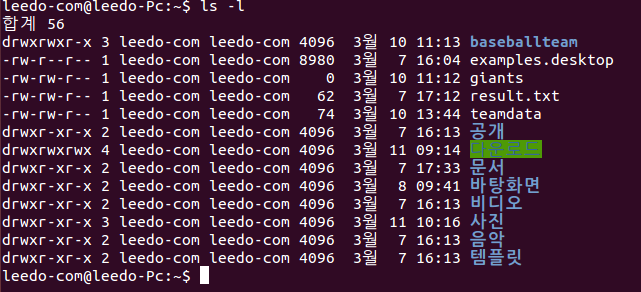 leedo-com@leedo-Pc:~$ ls -l
합계 56
drwxrwxr-x 3 leedo-com leedo-com 4096  3월 10 11:13 baseballteam
-rw-r--r-- 1 leedo-com leedo-com 8980  3월  7 16:04 examples.desktop
-rw-rw-r-- 1 leedo-com leedo-com    0  3월 10 11:12 giants
-rw-rw-r-- 1 leedo-com leedo-com   62  3월  7 17:12 result.txt
-rw-rw-r-- 1 leedo-com leedo-com   74  3월 10 13:44 teamdata
drwxr-xr-x 2 leedo-com leedo-com 4096  3월  7 16:13 공개
drwxrwxrwx 4 leedo-com leedo-com 4096  3월 11 09:14 다운로드
drwxr-xr-x 2 leedo-com leedo-com 4096  3월  7 17:33 문서
drwxr-xr-x 2 leedo-com leedo-com 4096  3월  8 09:41 바탕화면
drwxr-xr-x 2 leedo-com leedo-com 4096  3월  7 16:13 비디오
drwxr-xr-x 3 leedo-com leedo-com 4096  3월 11 10:16 사진
drwxr-xr-x 2 leedo-com leedo-com 4096  3월  7 16:13 음악
drwxr-xr-x 2 leedo-com leedo-com 4096  3월  7 16:13 템플릿
leedo-com@leedo-Pc:~$